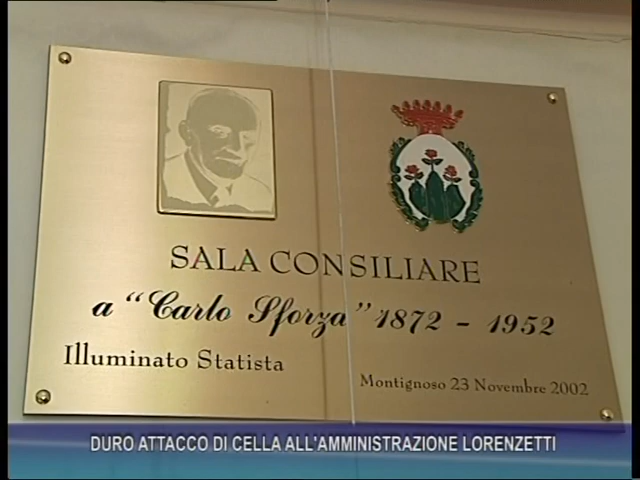 SALA CONSILIARE
a "Carlo Sforza" 1872 - 1952
Illuminato Statista
Montignoso 23 Novembre 2002
DURO ATTACCO DI CELLA ALL'AMMINISTRAZIONE LORENZETTI